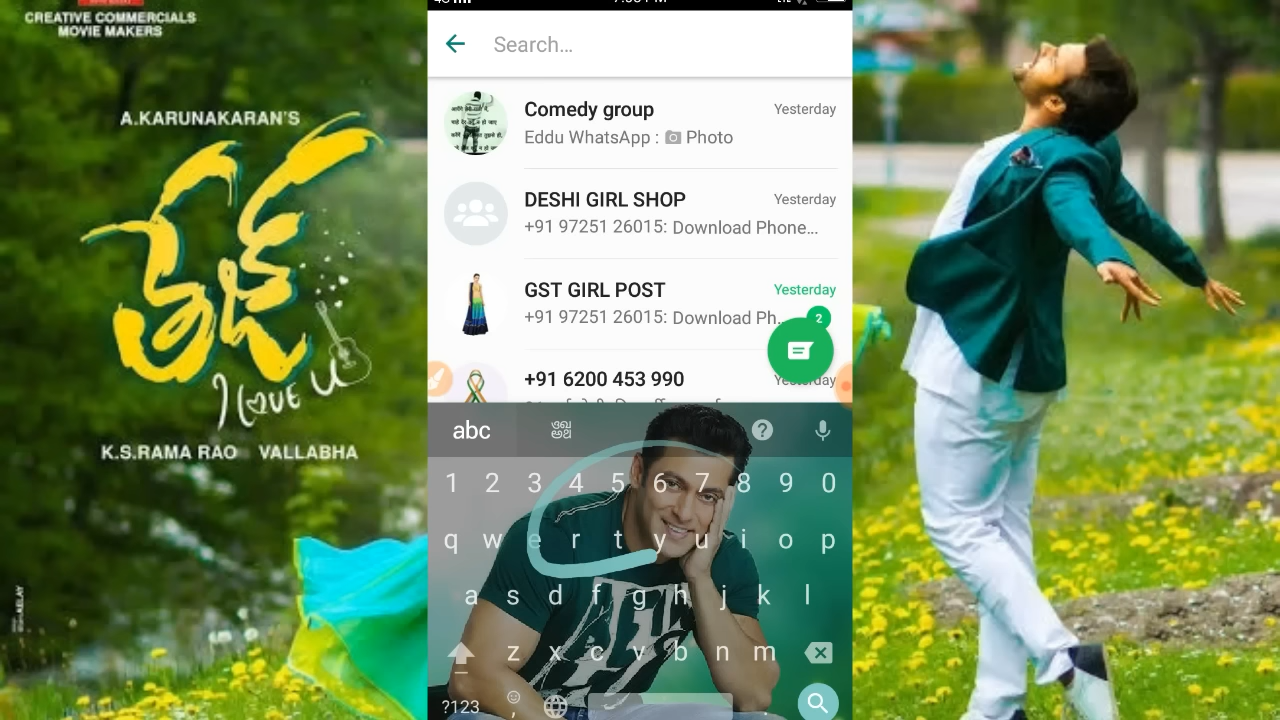 CREATIVE COMMERCIALS
MOVIE MAKERS
A.KARUNAKARAN'S
తేజ్
I LOVE U
K.S.RAMA RAO VALLABHA
Search...
Comedy group Yesterday
Eddu WhatsApp : Photo
DESHI GIRL SHOP Yesterday
+91 97251 26015: Download Phone...
GST GIRL POST Yesterday
+91 97251 26015: Download Ph..
2
+91 6200 453 990 Yesterday
abc
1 2 3 4 5 6 7 8 9 0
q w e r t y u i o p
a s d f g h j k l
z x c v b n m
?123 ,